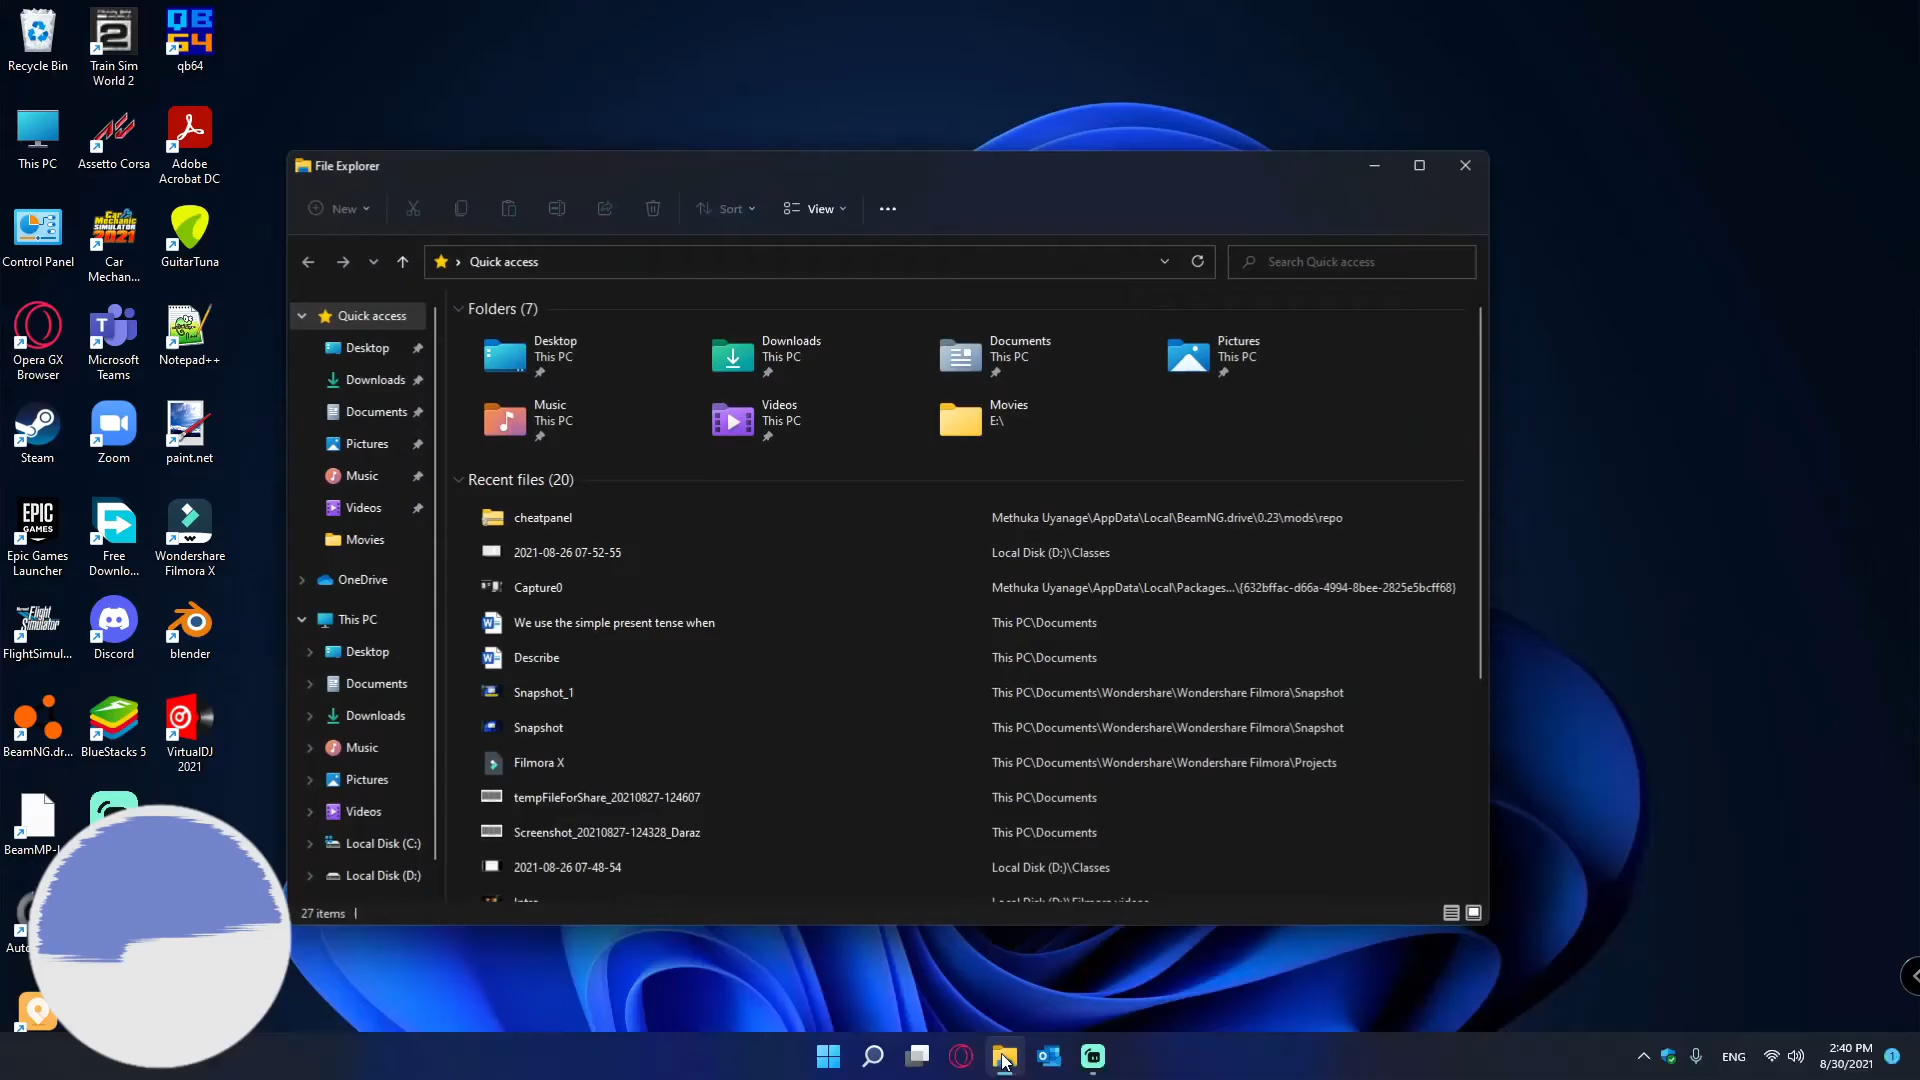 Recycle Bin
Train Sim
World 2
qb64
This PC
Assetto Corsa
Adobe
Acrobat DC
Control Panel
Car
Mechan...
GuitarTuna
Opera GX
Browser
Microsoft
Teams
Notepad++
Steam
Zoom
paint.net
Epic Games
Launcher
Free
Downlo...
Wondershare
Filmora X
FlightSimul...
Discord
blender
BeamNG.dr...
BlueStacks 5
VirtualDJ
2021
File Explorer
New
Sort
View
Quick access
Search Quick access
Quick access
Desktop
Downloads
Documents
Pictures
Music
Videos
Movies
OneDrive
This PC
Desktop
Documents
Downloads
Music
Pictures
Videos
Local Disk (C:)
Local Disk (D:)
Folders (7)
Desktop
This PC
Downloads
This PC
Documents
This PC
Pictures
This PC
Music
This PC
Videos
This PC
Movies
E:\
Recent files (20)
cheatpanel Methuka Uyanage\AppData\Local\BeamNG.drive\0.23\mods\repo
2021-08-26 07-52-55 Local Disk (D:)\Classes
Capture0 Methuka Uyanage\AppData\Local\Packages...\{632bffac-d66a-4994-8bee-2825e5bcff68}
We use the simple present tense when This PC\Documents
Describe This PC\Documents
Snapshot_1 This PC\Documents\Wondershare\Wondershare Filmora\Snapshot
Snapshot This PC\Documents\Wondershare\Wondershare Filmora\Snapshot
Filmora X This PC\Documents\Wondershare\Wondershare Filmora\Projects
tempFileForShare_20210827-124607 This PC\Documents
Screenshot_20210827-124328_Daraz This PC\Documents
2021-08-26 07-48-54 Local Disk (D:)\Classes
27 items
ENG
2:40 PM
8/30/2021
1